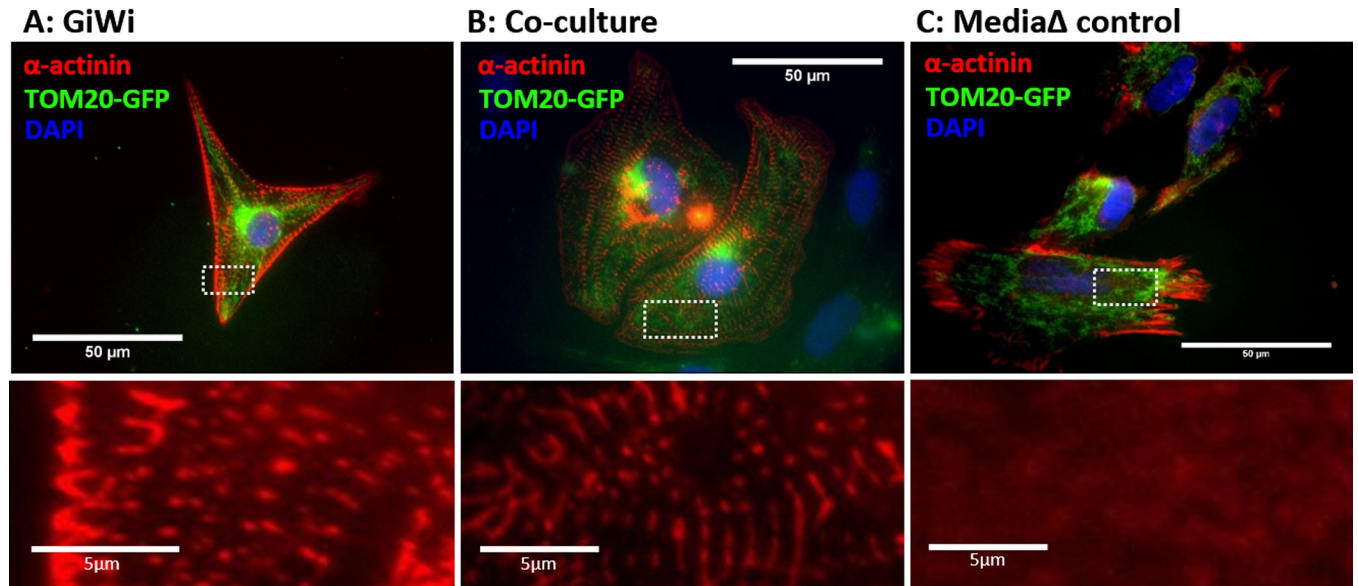 A: GiWi
B: Co-culture
C: MediaΔ control
α-actinin
TOM20-GFP
DAPI
50 μm
α-actinin
TOM20-GFP
DAPI
50 μm
α-actinin
TOM20-GFP
DAPI
50 μm
5μm
5μm
5μm